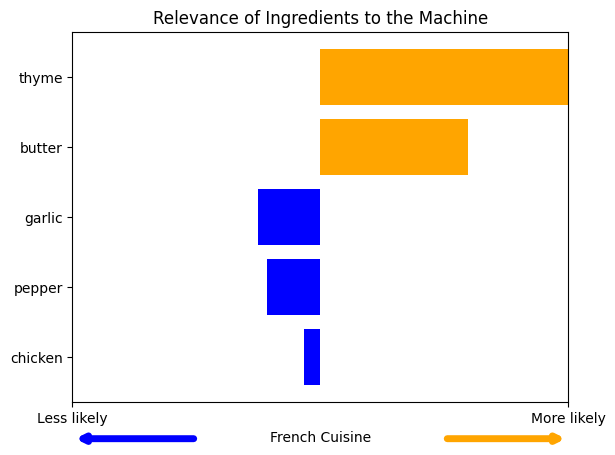 Relevance of Ingredients to the Machine
thyme
butter
garlic
pepper
chicken
Less likely
More likely
French Cuisine